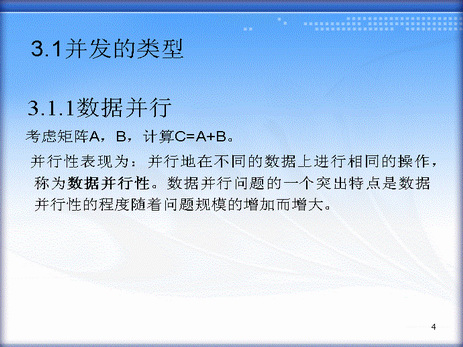 3.1并发的类型
3.1.1数据并行
考虑矩阵A，B，计算C=A+B。
并行性表现为：并行地在不同的数据上进行相同的操作，
称为数据并行性。数据并行问题的一个突出特点是数据
并行性的程度随着问题规模的增加而增大。
4